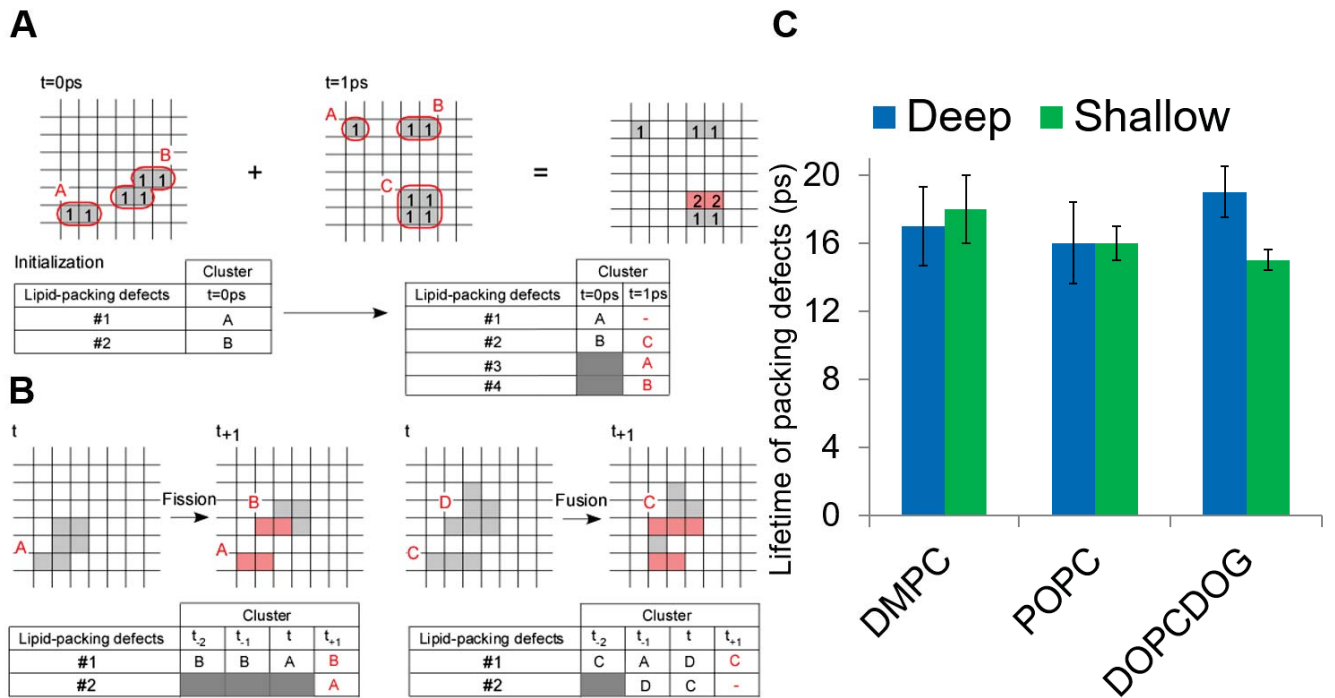 A
t=0ps
B
1 1
A
1 1
1 1
+
t=1ps
A
B
1
1 1
C
1 1
1 1
=
1
1 1
2 2
1 1
Initialization
Cluster
Lipid-packing defects t=0ps
#1 A
#2 B
Cluster
Lipid-packing defects t=0ps t=1ps
#1 A -
#2 B C
#3 A
#4 B
B
t
A
Fission
t+1
B
A
t
D
C
Fusion
t+1
C
Cluster
Lipid-packing defects t-2 t-1 t t+1
#1 B B A B
#2 A
Cluster
Lipid-packing defects t-2 t-1 t t+1
#1 C A D C
#2 D C -
C
Deep Shallow
Lifetime of packing defects (ps)
20
16
12
8
4
0
DMPC
POPC
DOPCDOG